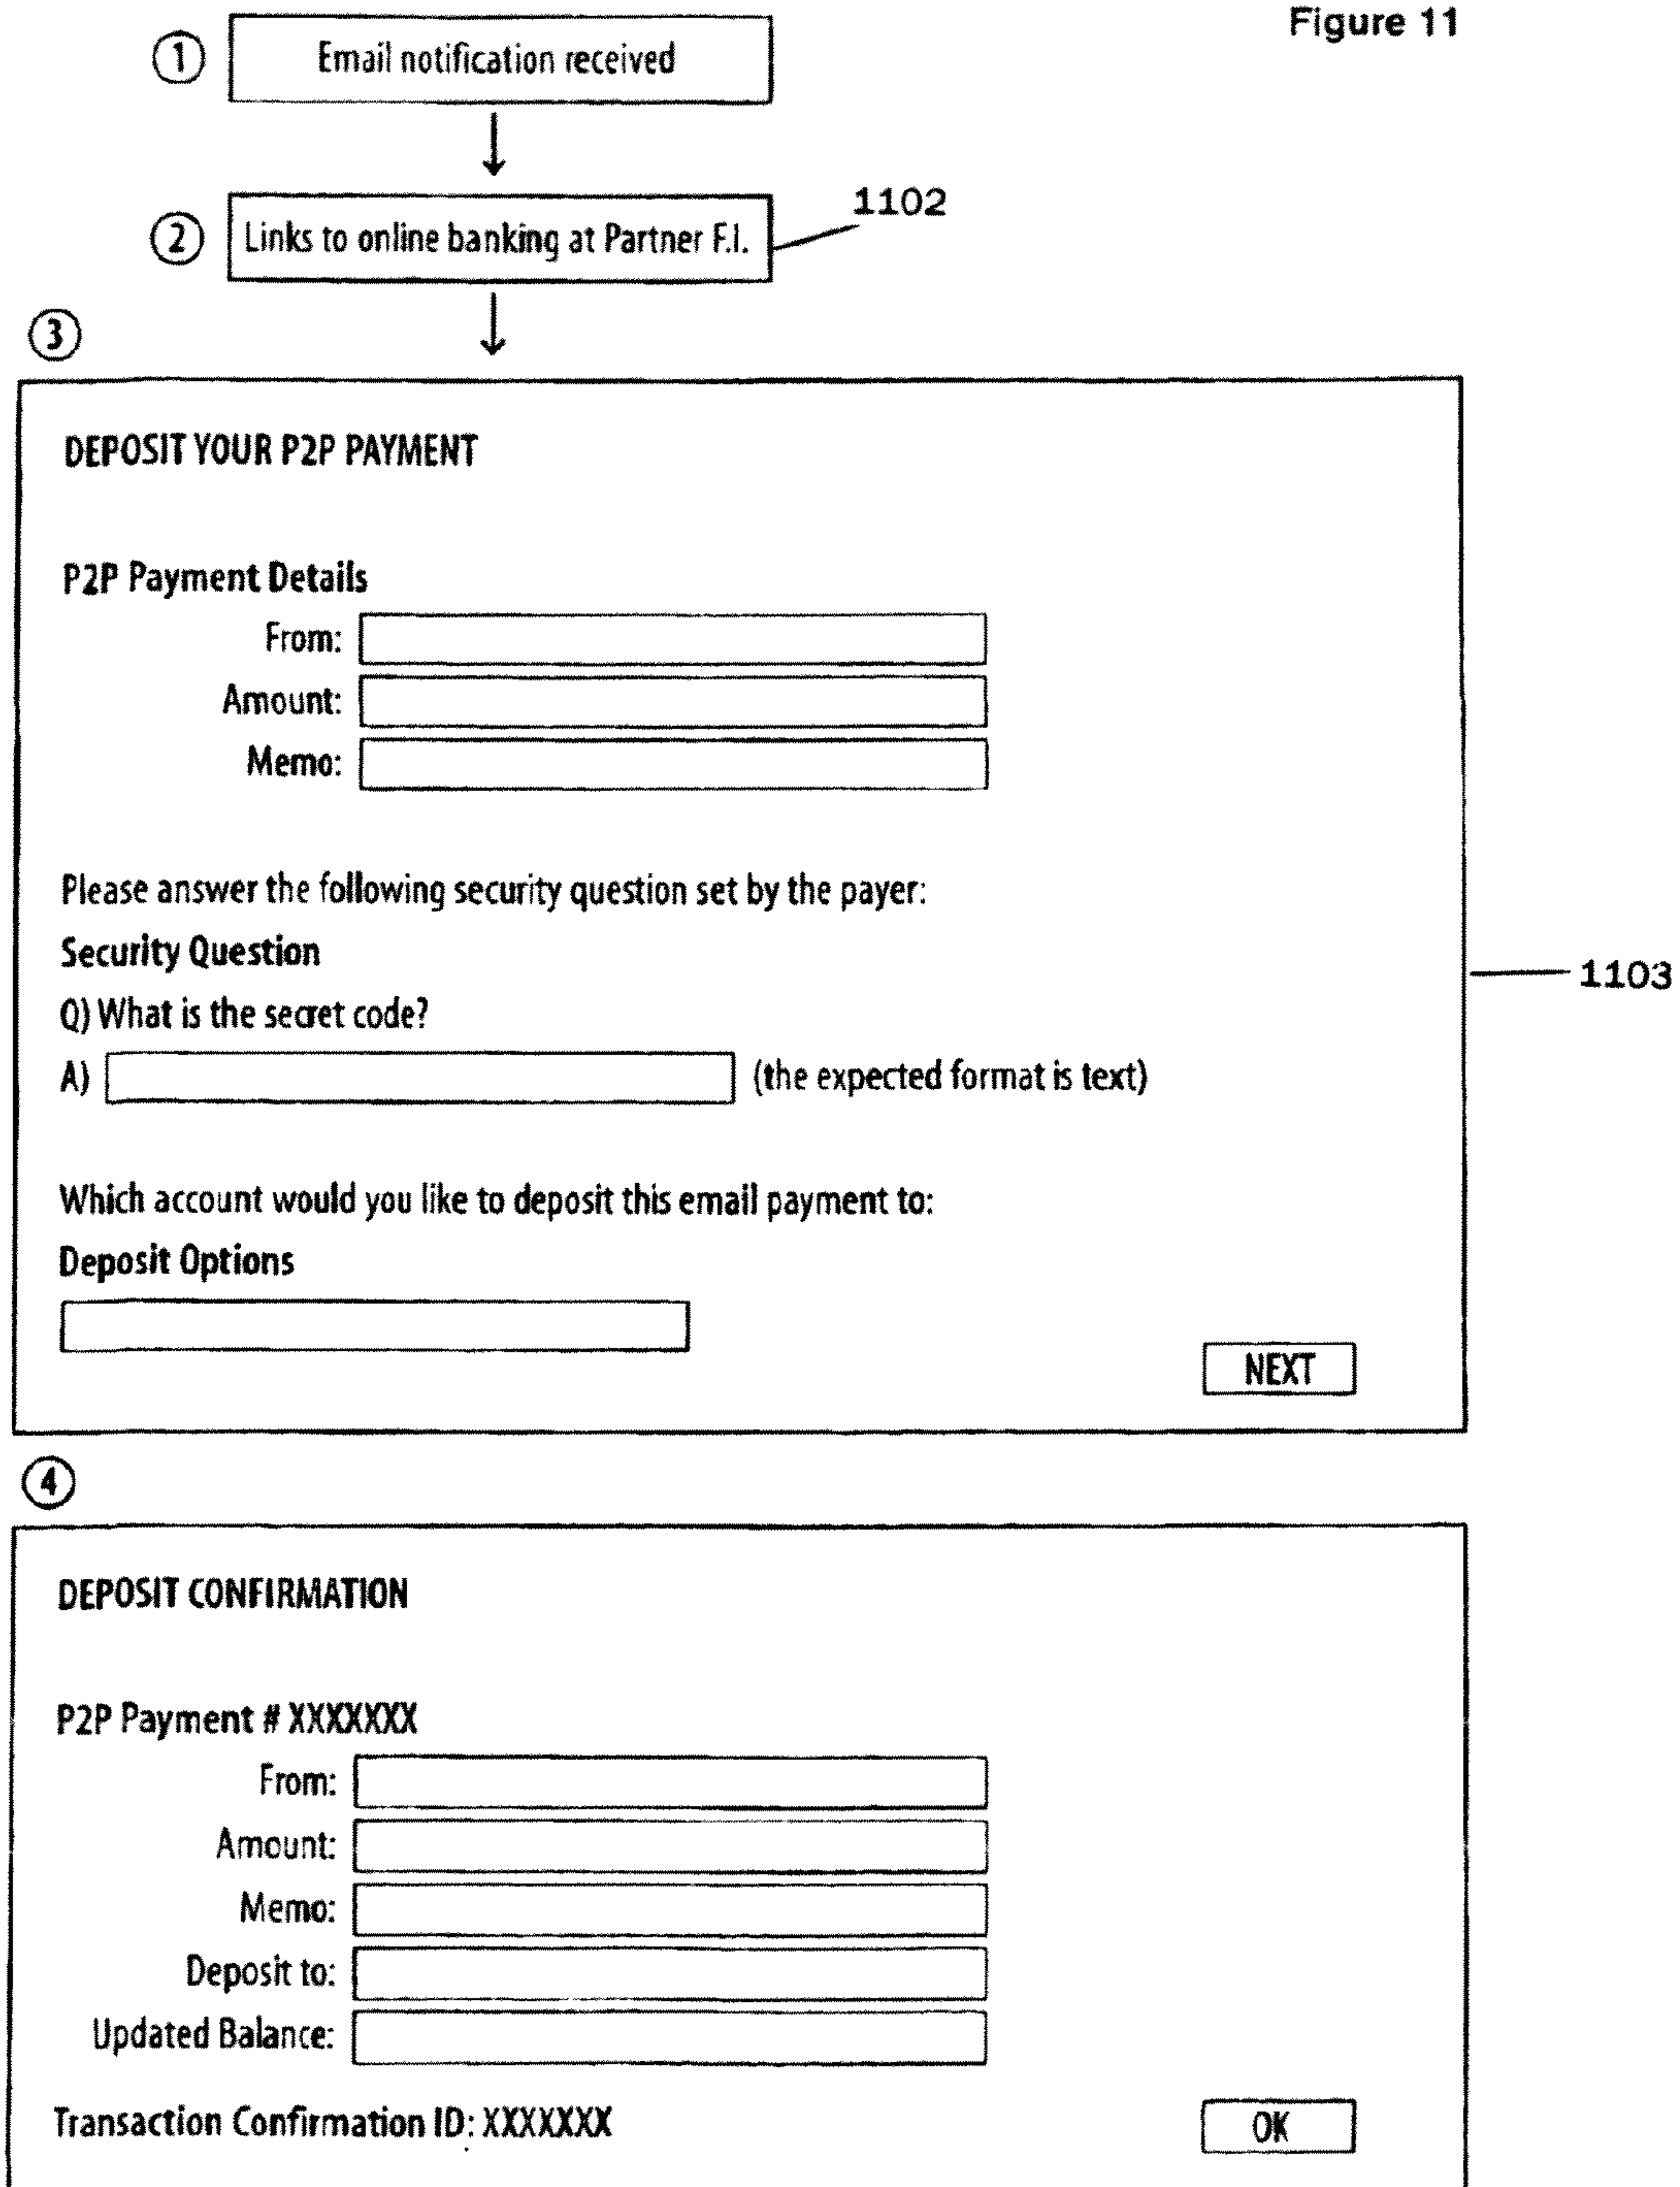 Figure 11
1 Email notification received
1102
2 Links to online banking at Partner F.I.
3
DEPOSIT YOUR P2P PAYMENT
P2P Payment Details
From:
Amount:
Memo:
Please answer the following security question set by the payer:
Security Question
1103
Q) What is the secret code?
A) (the expected format is text)
Which account would you like to deposit this email payment to:
Deposit Options
NEXT
4
DEPOSIT CONFIRMATION
P2P Payment # XXXXXXX
From:
Amount:
Memo:
Deposit to:
Updated Balance:
Transaction Confirmation ID: XXXXXXX
OK